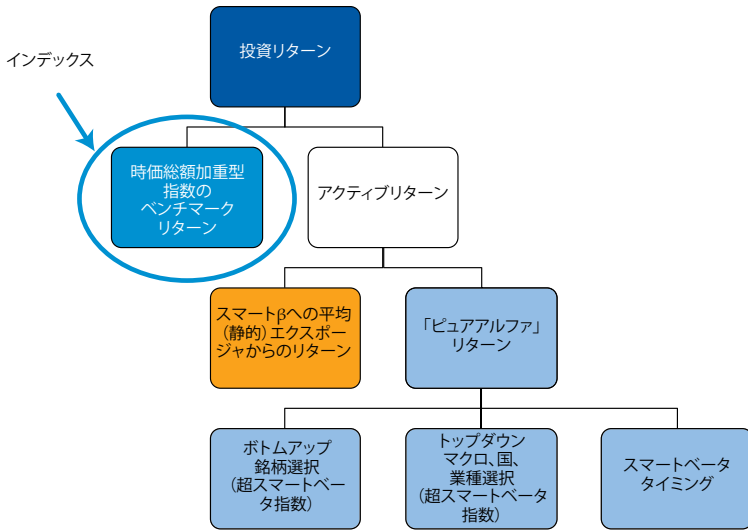 投資リターン
インデックス
時価総額加重型
指数の
ベンチマーク
リターン
アクティブリターン
スマートβへの平均
(静的)エクスポー
ジャからのリターン
「ピュアアルファ」
リターン
ボトムアップ
銘柄選択
(超スマートベー
タ指数)
トップダウン
マクロ、国、
業種選択
(超スマートベータ
指数)
スマートベータ
タイミング